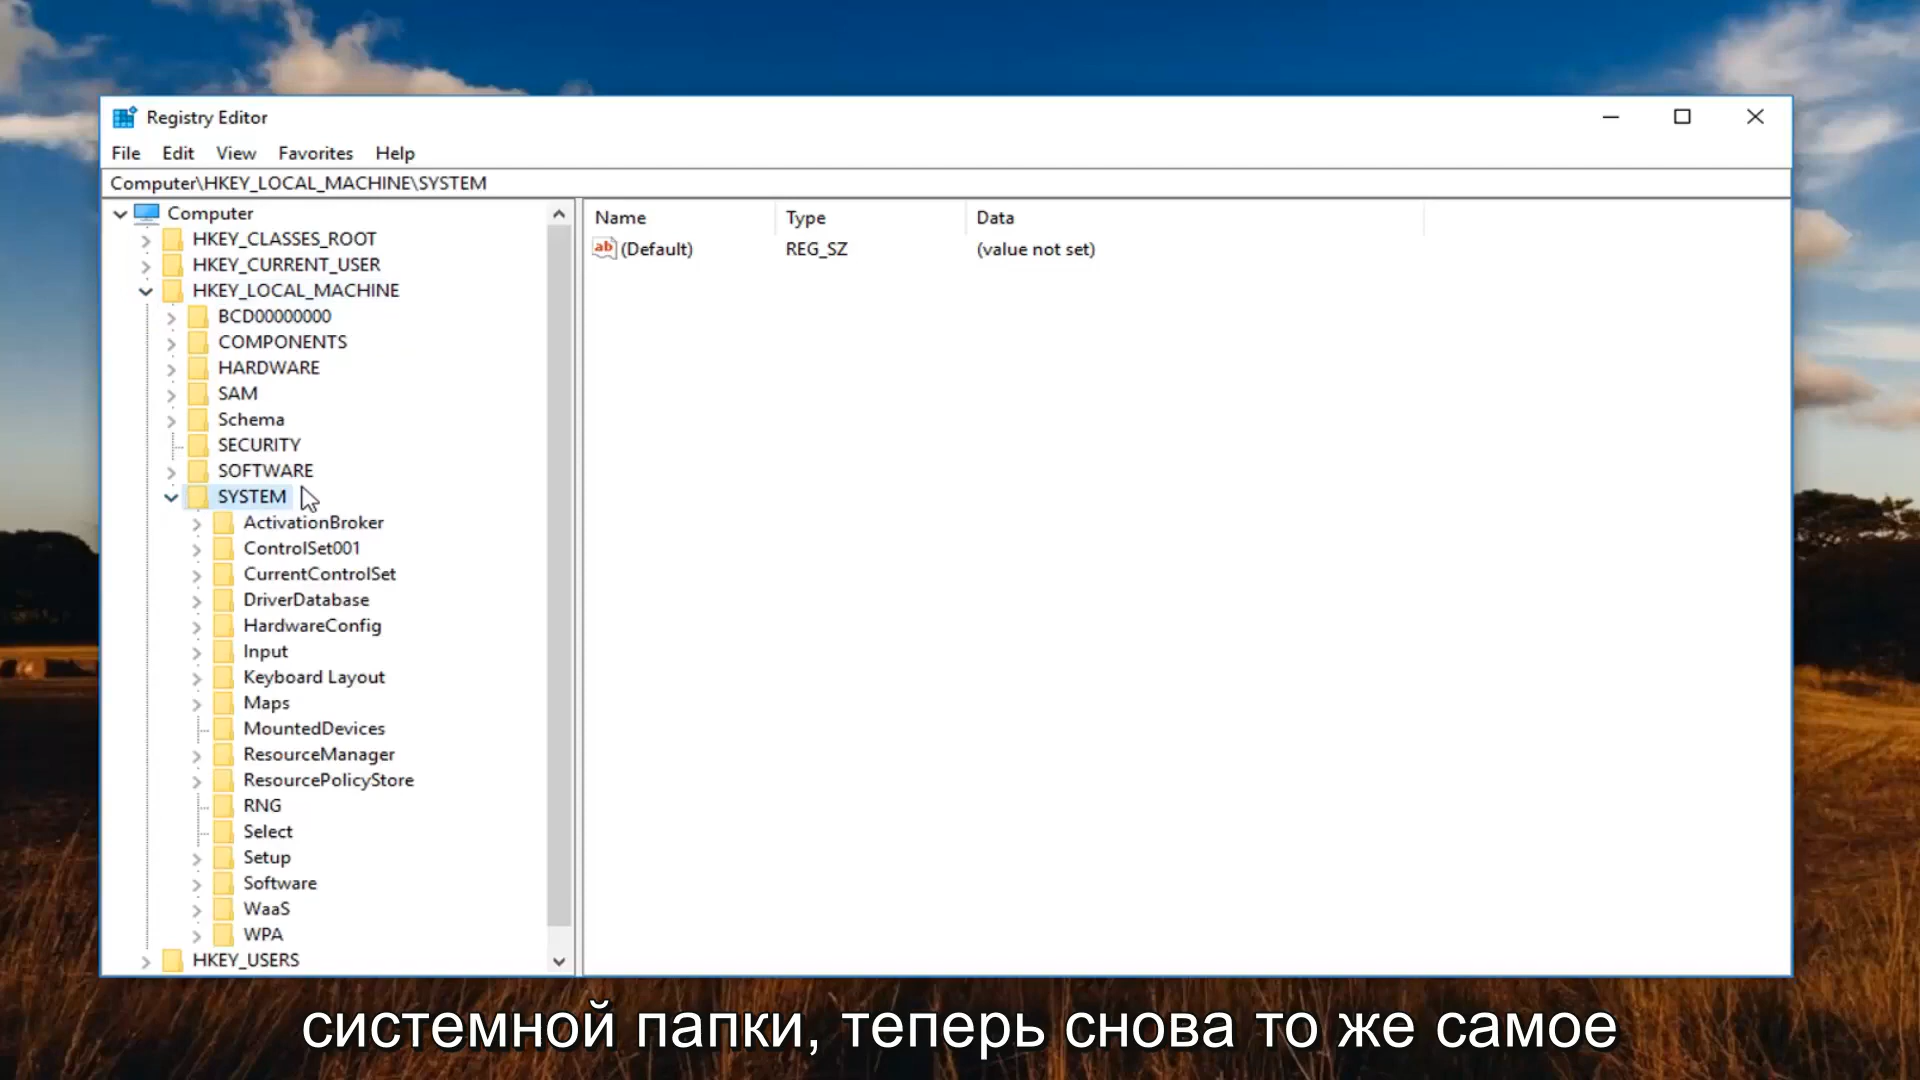 Registry Editor
File Edit View Favorites Help
Computer\HKEY_LOCAL_MACHINE\SYSTEM
Computer
HKEY_CLASSES_ROOT
HKEY_CURRENT_USER
HKEY_LOCAL_MACHINE
BCD00000000
COMPONENTS
HARDWARE
SAM
Schema
SECURITY
SOFTWARE
SYSTEM
ActivationBroker
ControlSet001
CurrentControlSet
DriverDatabase
HardwareConfig
Input
Keyboard Layout
Maps
MountedDevices
ResourceManager
ResourcePolicyStore
RNG
Select
Setup
Software
WaaS
WPA
HKEY_USERS
Name Type Data
ab (Default) REG_SZ (value not set)
системной папки, теперь снова то же самое